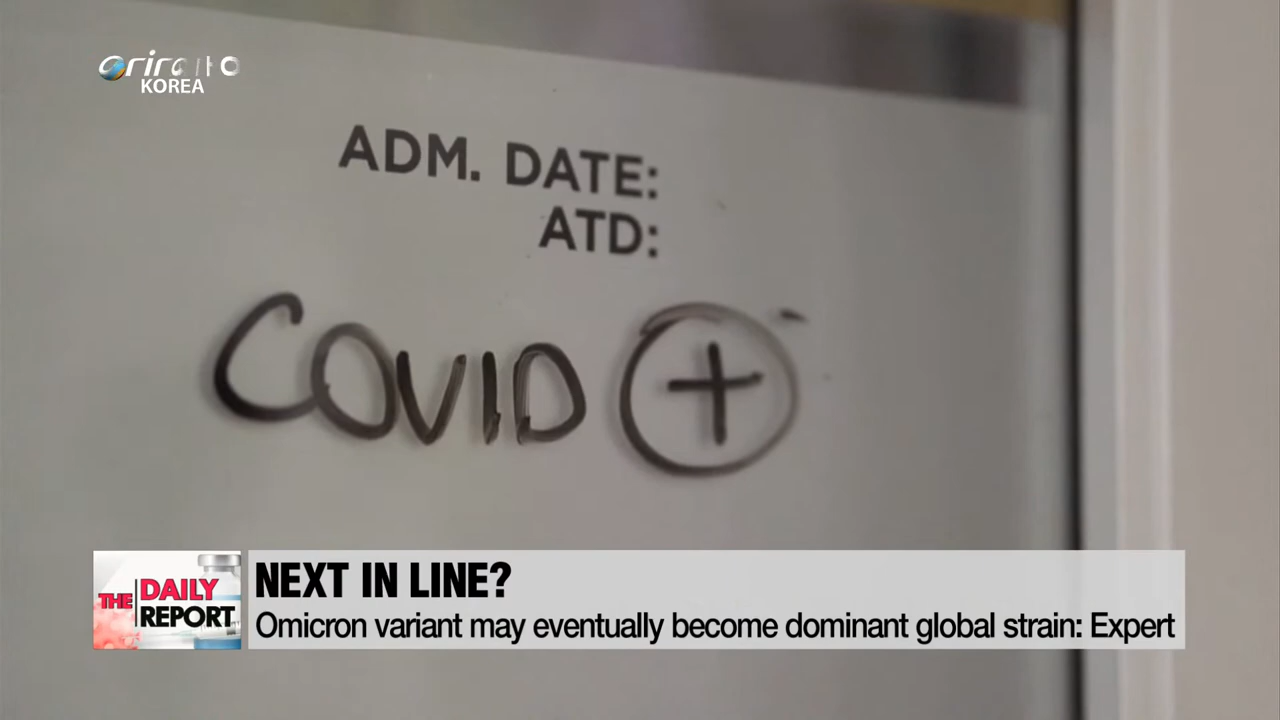 KOREA
ADM. DATE:
ATD:
COVID +
THE DAILY REPORT
NEXT IN LINE?
Omicron variant may eventually become dominant global strain: Expert